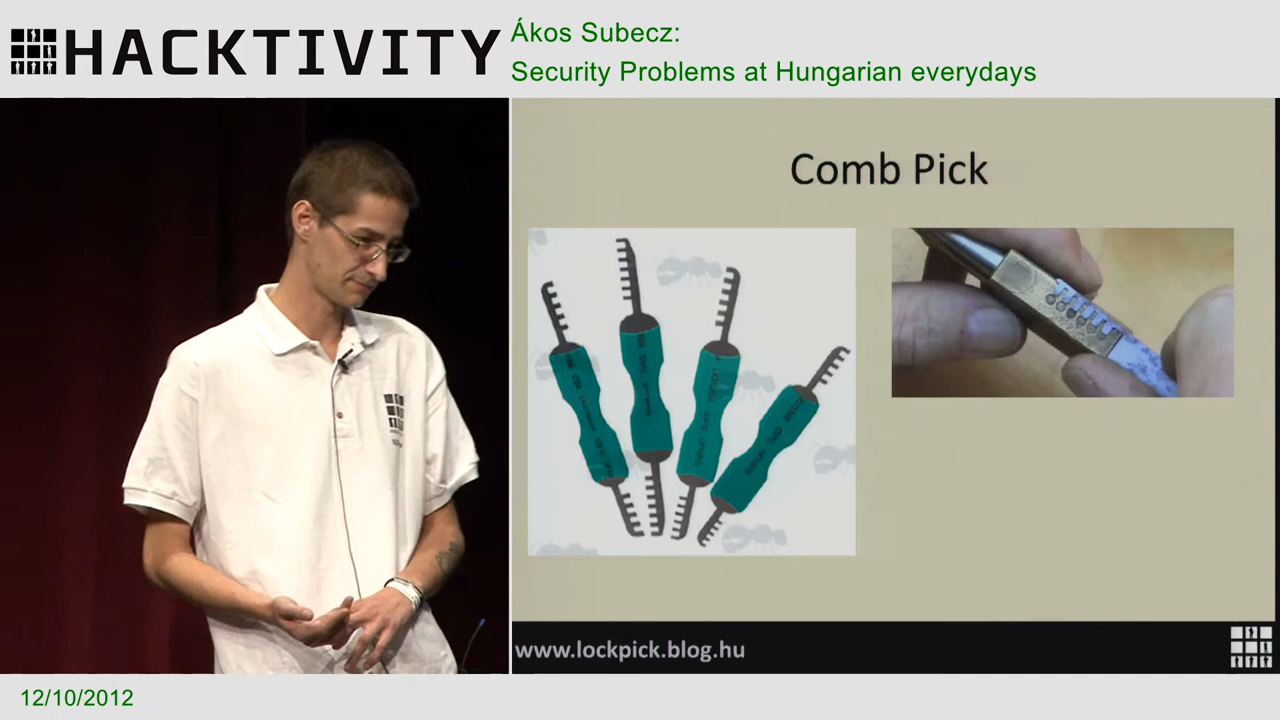 HACKTIVITY
Ákos Subecz:
Security Problems at Hungarian everydays
Comb Pick
www.lockpick.blog.hu
12/10/2012